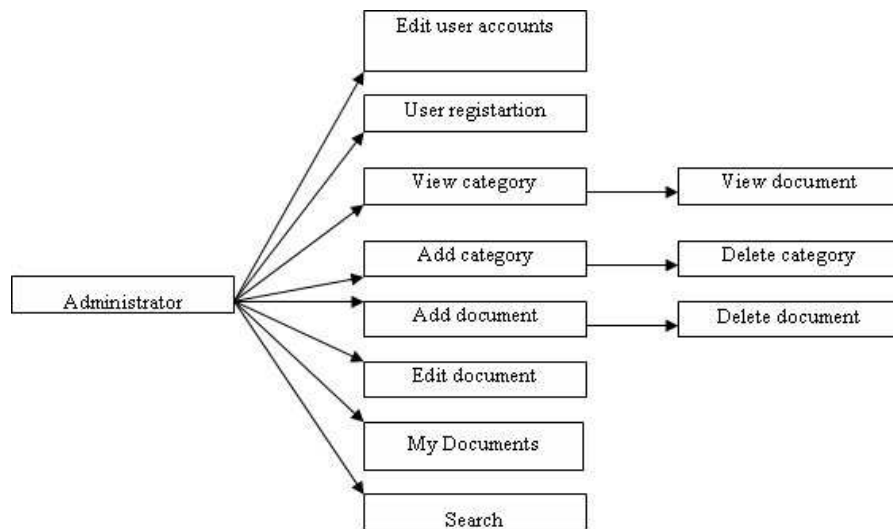 Edit user accounts
User registartion
View category
View document
Add category
Delete category
Administrator
Add document
Delete document
Edit document
My Documents
Search